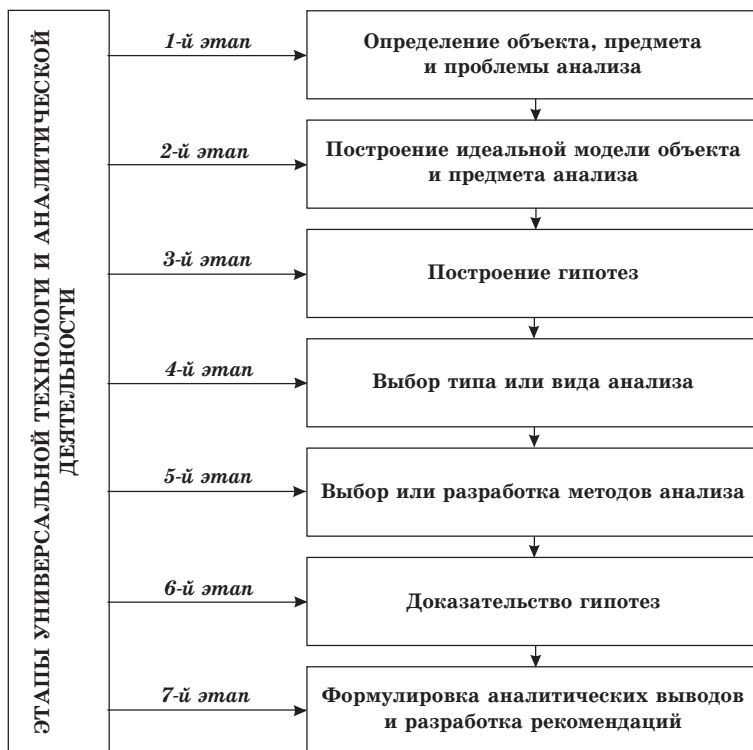 ЭТАПЫ УНИВЕРСАЛЬНОЙ ТЕХНОЛОГИ И АНАЛИТИЧЕСКОЙ
ДЕЯТЕЛЬНОСТИ
1-й этап
Определение объекта, предмета
и проблемы анализа
2-й этап
Построение идеальной модели объекта
и предмета анализа
3-й этап
Построение гипотез
4-й этап
Выбор типа или вида анализа
5-й этап
Выбор или разработка методов анализа
6-й этап
Доказательство гипотез
7-й этап
Формулировка аналитических выводов
и разработка рекомендаций